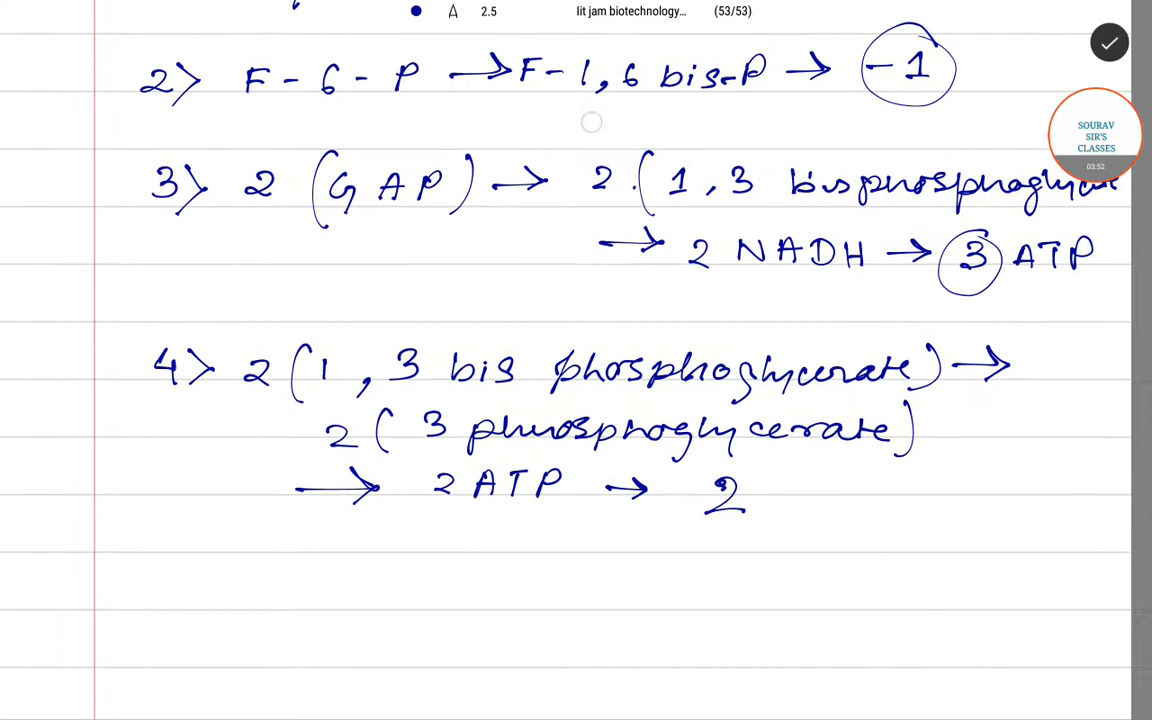 A 2.5 Iit jam biotechnology... (53/53)
2> F - 6 - P → F - 1, 6 bis-P → -1
SOURAV
SIR'S
CLASSES
03:52
3> 2 (GAP) → 2 (1, 3
→ 2 NADH → 3 ATP
4> 2 (1, 3 bis phosphoglycerate) →
2 (3 phosphoglycerate)
→ 2 ATP → 2